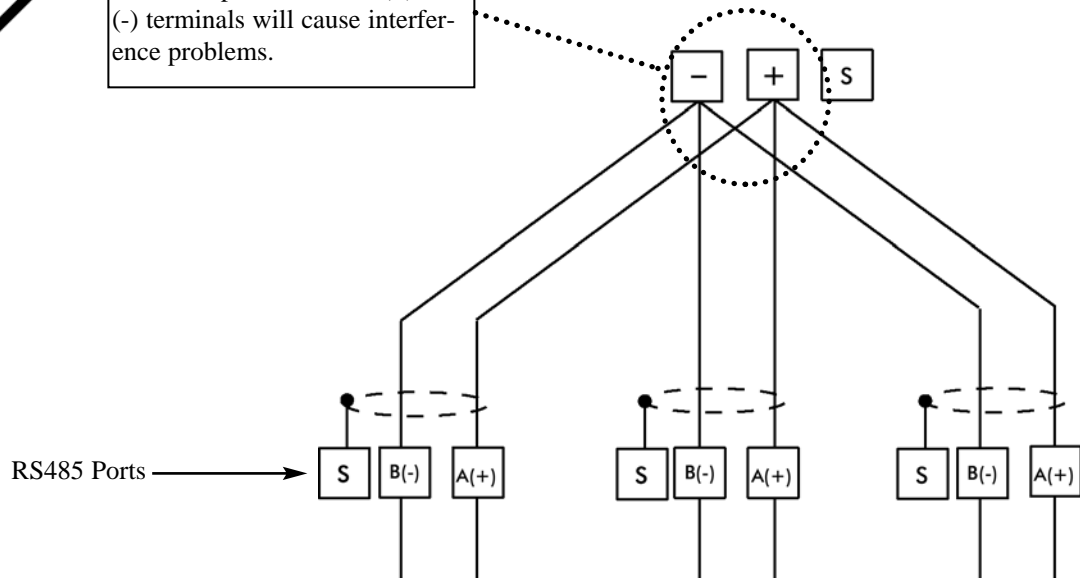 (-) terminals will cause interfer-
ence problems.
− + S
RS485 Ports
S B(-) A(+) S B(-) A(+) S B(-) A(+)